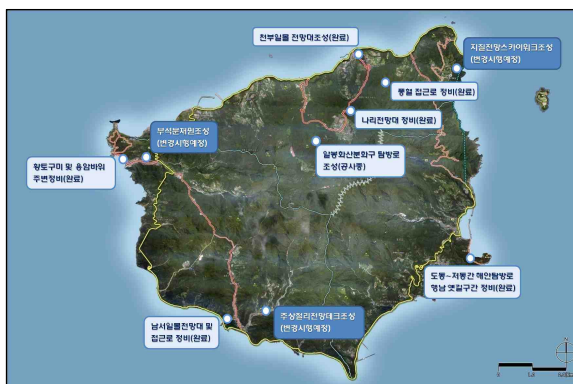 천부일몰 전망대조성(완료)
지질전망스카이워크조성
(변경시행예정)
통혈 접근로 정비(완료)
나리전망대 정비(완료)
부석분재원조성
(변경시행예정)
알봉화산분화구 탐방로
조성(공사중)
황토구미 및 용암바위
주변정비(완료)
도동~저동간 해안탐방로
행남 옛길구간 정비(완료)
남서일몰전망대 및
접근로 정비(완료)
주상절리전망데크조성
(변경시행예정)
N
0